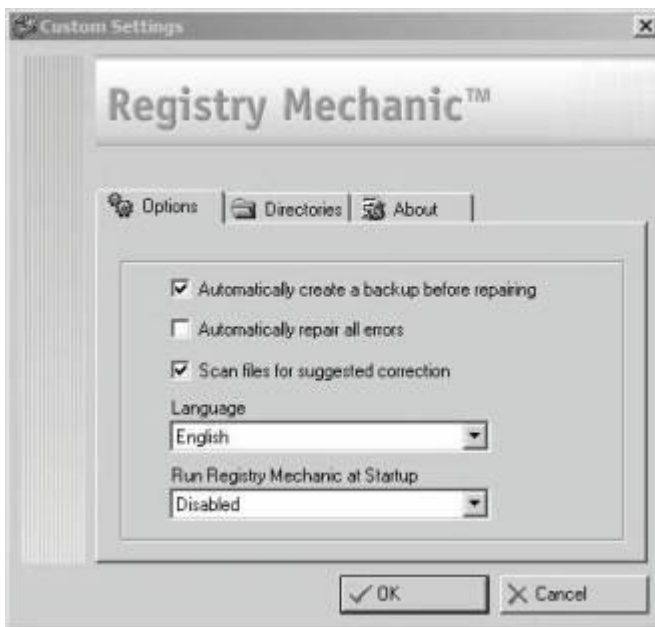 Custom Settings
Registry Mechanic™
Options Directories About
Automatically create a backup before repairing
Automatically repair all errors
Scan files for suggested correction
Language
English
Run Registry Mechanic at Startup
Disabled
OK Cancel